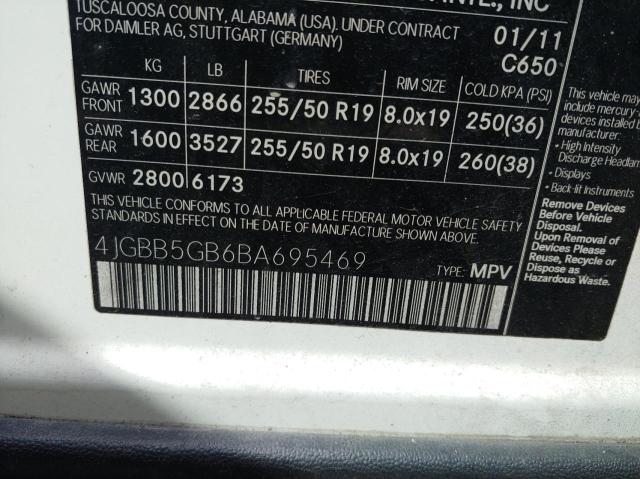 INC
TUSCALOOSA COUNTY, ALABAMA (USA), UNDER CONTRACT
FOR DAIMLER AG, STUTTGART (GERMANY)
01/11
C650
KG LB TIRES RIM SIZE COLD KPA (PSI)
GAWR FRONT 1300 2866 255/50 R19 8.0x19 250(36)
GAWR REAR 1600 3527 255/50 R19 8.0x19 260(38)
GVWR 2800 6173
THIS VEHICLE CONFORMS TO ALL APPLICABLE FEDERAL MOTOR VEHICLE SAFETY
STANDARDS IN EFFECT ON THE DATE OF MANUFACTURE SHOWN ABOVE.
4JGBB5GB6BA695469
TYPE: MPV
This vehicle may
include mercury-
devices installed b
manufacturer:
- High Intensity
Discharge Headlam
- Displays
- Back-lit Instruments
Remove Devices
Before Vehicle
Disposal.
Upon Removal of
Devices Please
Reuse, Recycle or
Dispose as
Hazardous Waste.